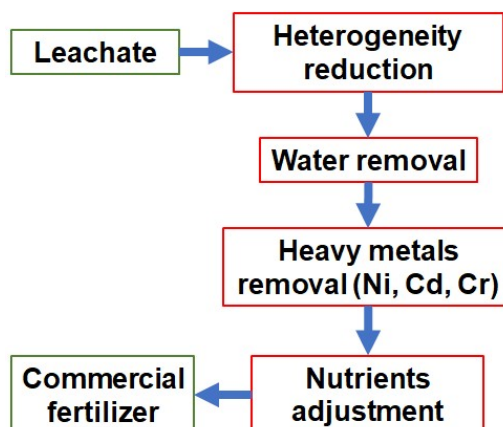 Leachate
Heterogeneity
reduction
Water removal
Heavy metals
removal (Ni, Cd, Cr)
Nutrients
adjustment
Commercial
fertilizer